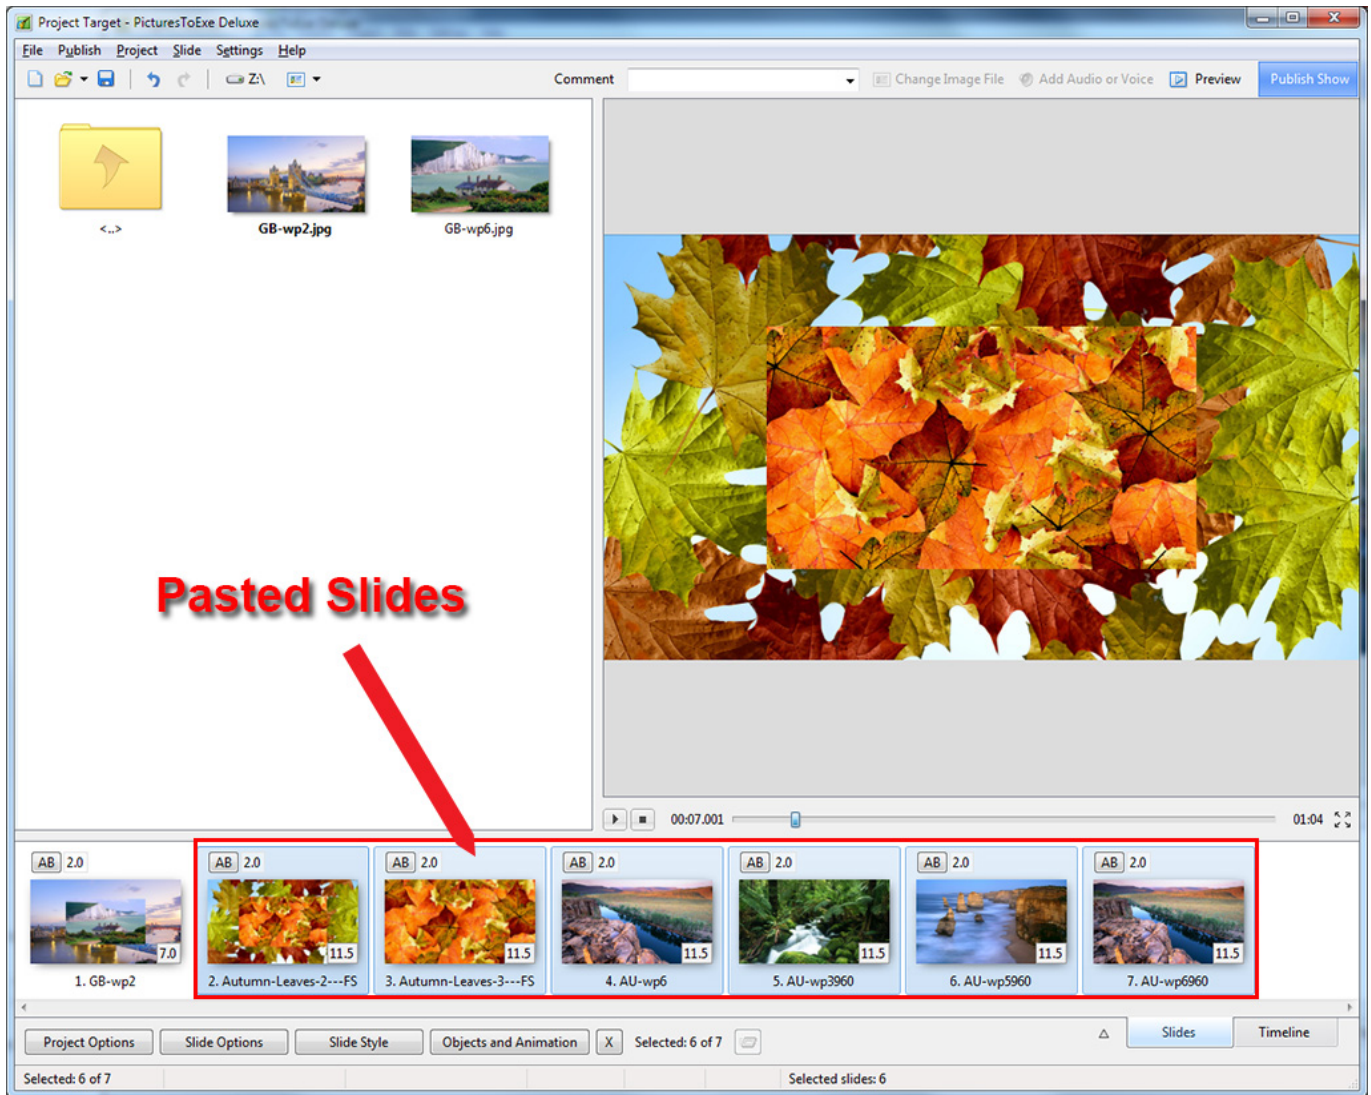 Project Target - PicturesToExe Deluxe
File Publish Project Slide Settings Help
Z:\ Comment Change Image File Add Audio or Voice Preview Publish Show
<..> GB-wp2.jpg GB-wp6.jpg
Pasted Slides
00:07.001 01:04
AB 2.0 AB 2.0 AB 2.0 AB 2.0 AB 2.0 AB 2.0 AB 2.0
7.0 11.5 11.5 11.5 11.5 11.5 11.5
1. GB-wp2 2. Autumn-Leaves-2---FS 3. Autumn-Leaves-3---FS 4. AU-wp6 5. AU-wp3960 6. AU-wp5960 7. AU-wp6960
Project Options Slide Options Slide Style Objects and Animation X Selected: 6 of 7 Slides Timeline
Selected: 6 of 7 Selected slides: 6